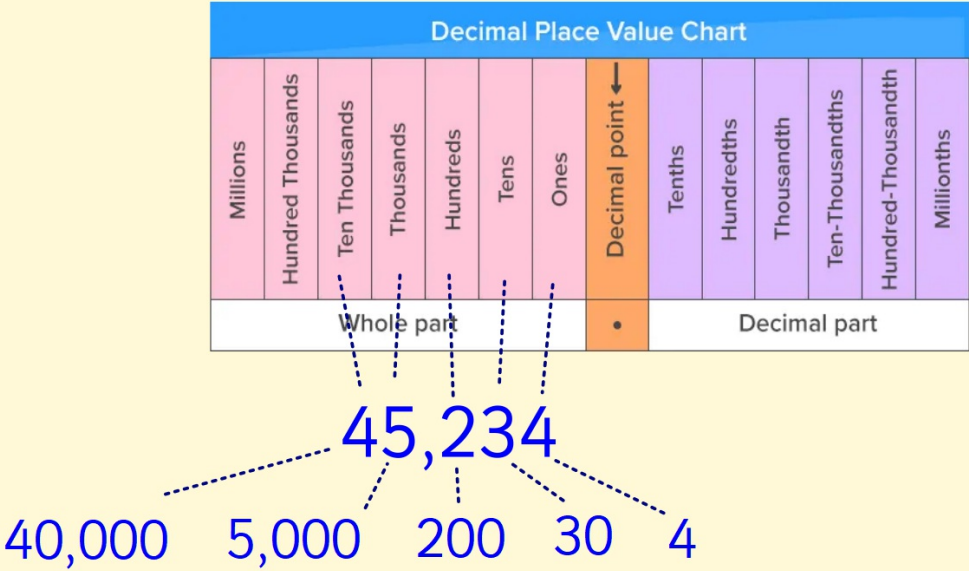 Decimal Place Value Chart
Millions
Hundred Thousands
Ten Thousands
Thousands
Hundreds
Tens
Ones
Decimal point
Tenths
Hundredths
Thousandth
Ten-Thousandths
Hundred-Thousandth
Millionths
Whole part • Decimal part
45,234
40,000 5,000 200 30 4